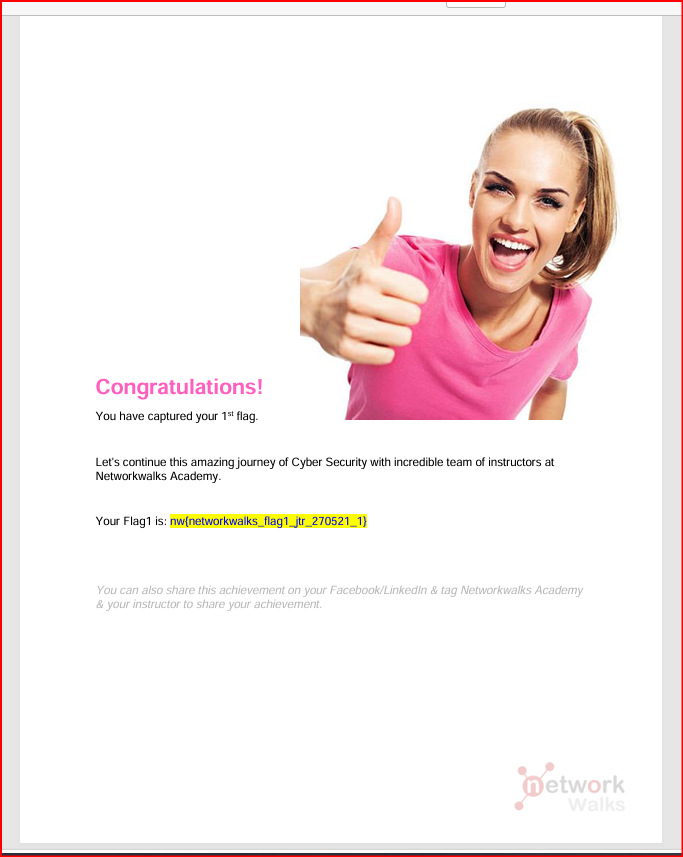 Congratulations!
You have captured your 1st flag.
Let's continue this amazing journey of Cyber Security with incredible team of instructors at
Networkwalks Academy.
Your Flag1 is: nw{networkwalks_flag1_jtr_270521_1}
You can also share this achievement on your Facebook/LinkedIn & tag Networkwalks Academy
& your instructor to share your achievement.
network
Walks